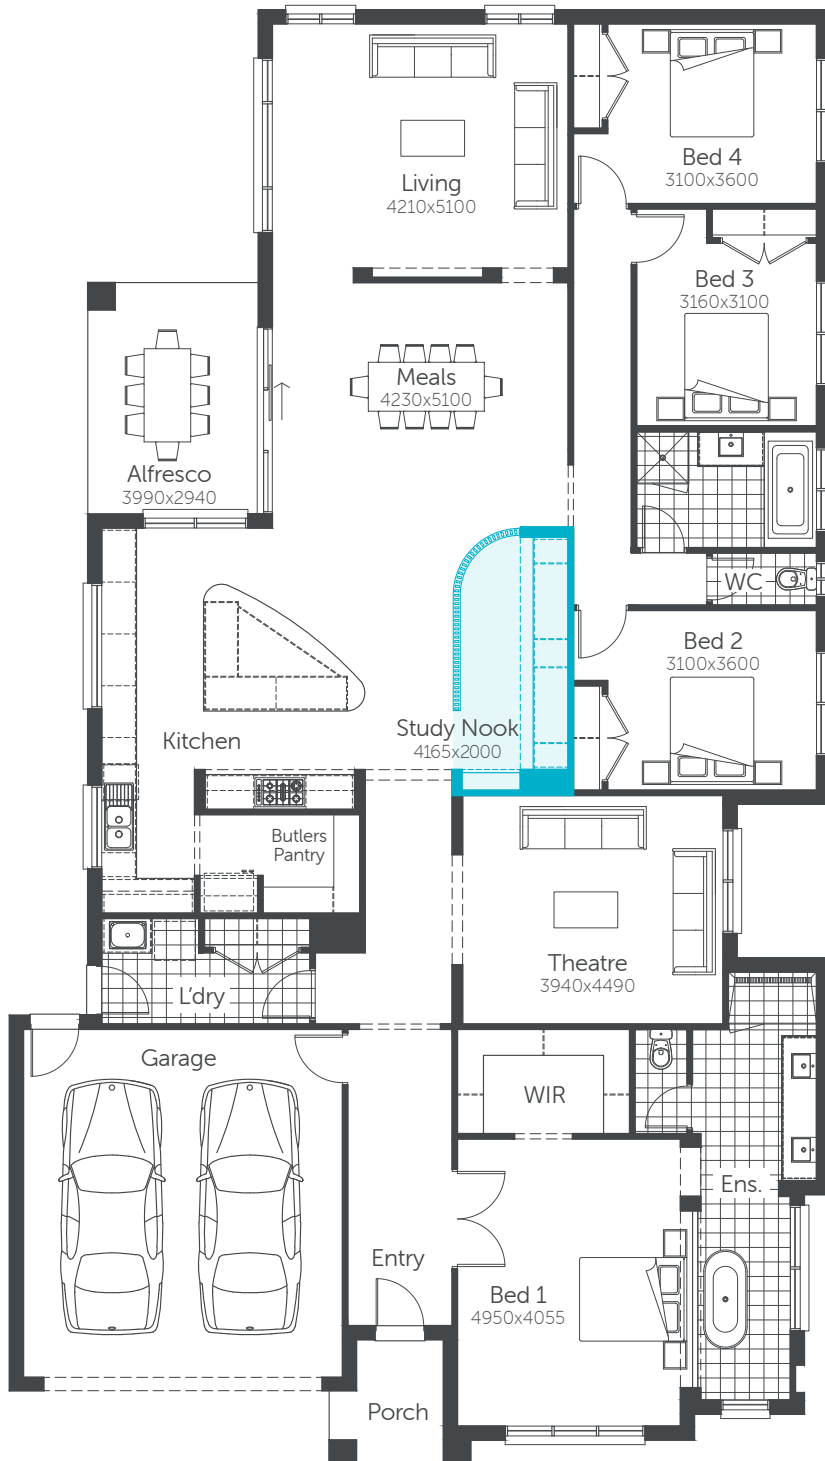 Bed 4
3100x3600
Living
4210x5100
Bed 3
3160x3100
Meals
4230x5100
Alfresco
3990x2940
WC
Bed 2
3100x3600
Study Nook
4165x2000
Kitchen
Butlers
Pantry
Theatre
3940x4490
L'dry
Garage
WIR
Ens.
Entry
Bed 1
4950x4055
Porch